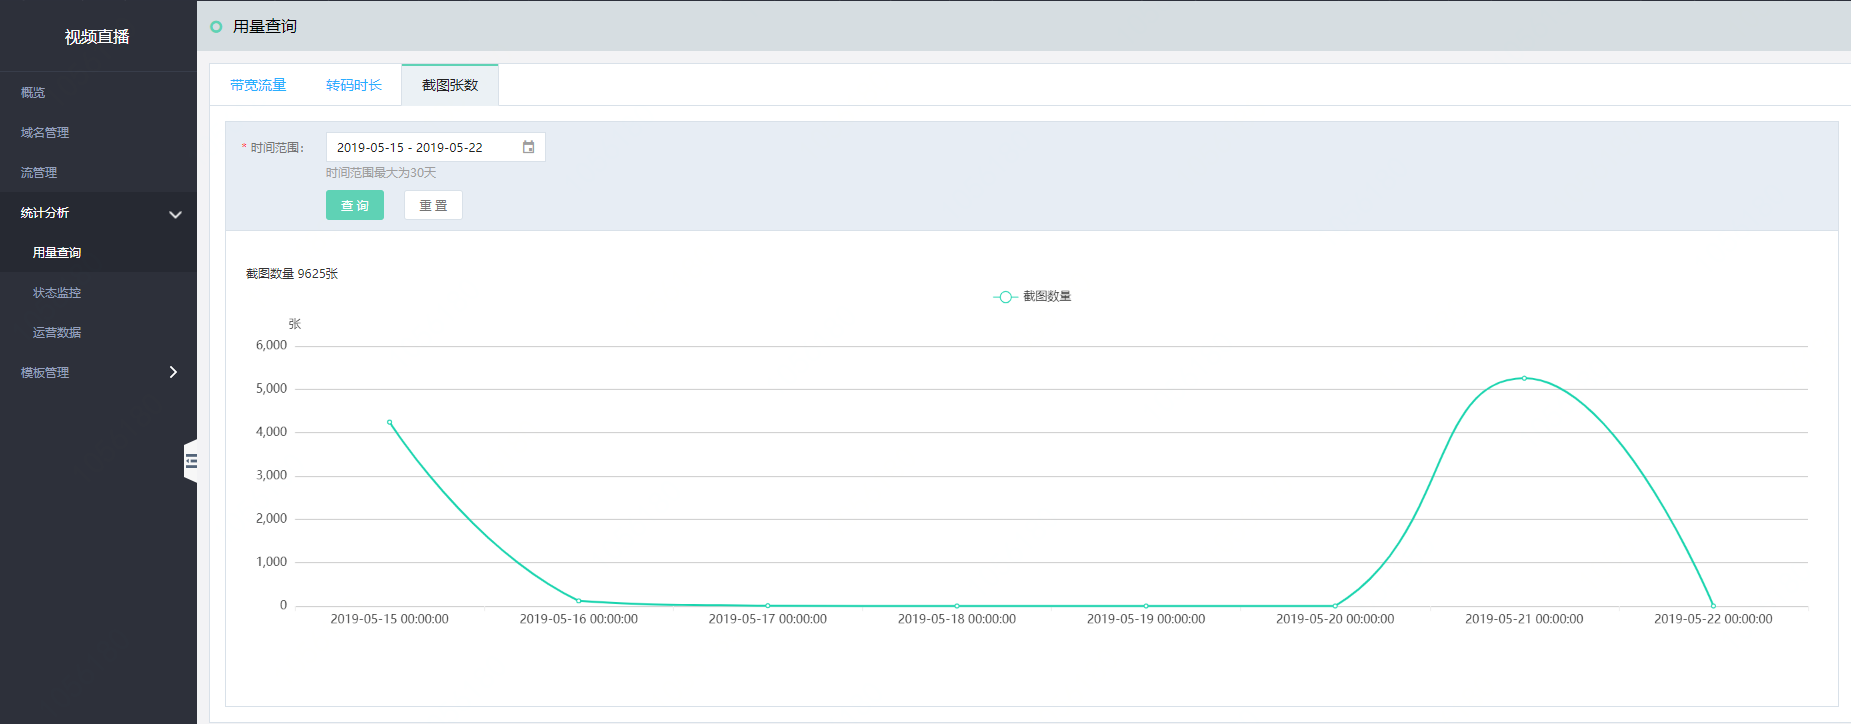 视频直播
概览
域名管理
流管理
统计分析
用量查询
状态监控
运营数据
模板管理
用量查询
带宽流量 转码时长 截图张数
* 时间范围： 2019-05-15 - 2019-05-22
时间范围最大为30天
查 询 重 置
截图数量 9625张
截图数量
张
6,000
5,000
4,000
3,000
2,000
1,000
0
2019-05-15 00:00:00 2019-05-16 00:00:00 2019-05-17 00:00:00 2019-05-18 00:00:00 2019-05-19 00:00:00 2019-05-20 00:00:00 2019-05-21 00:00:00 2019-05-22 00:00:00